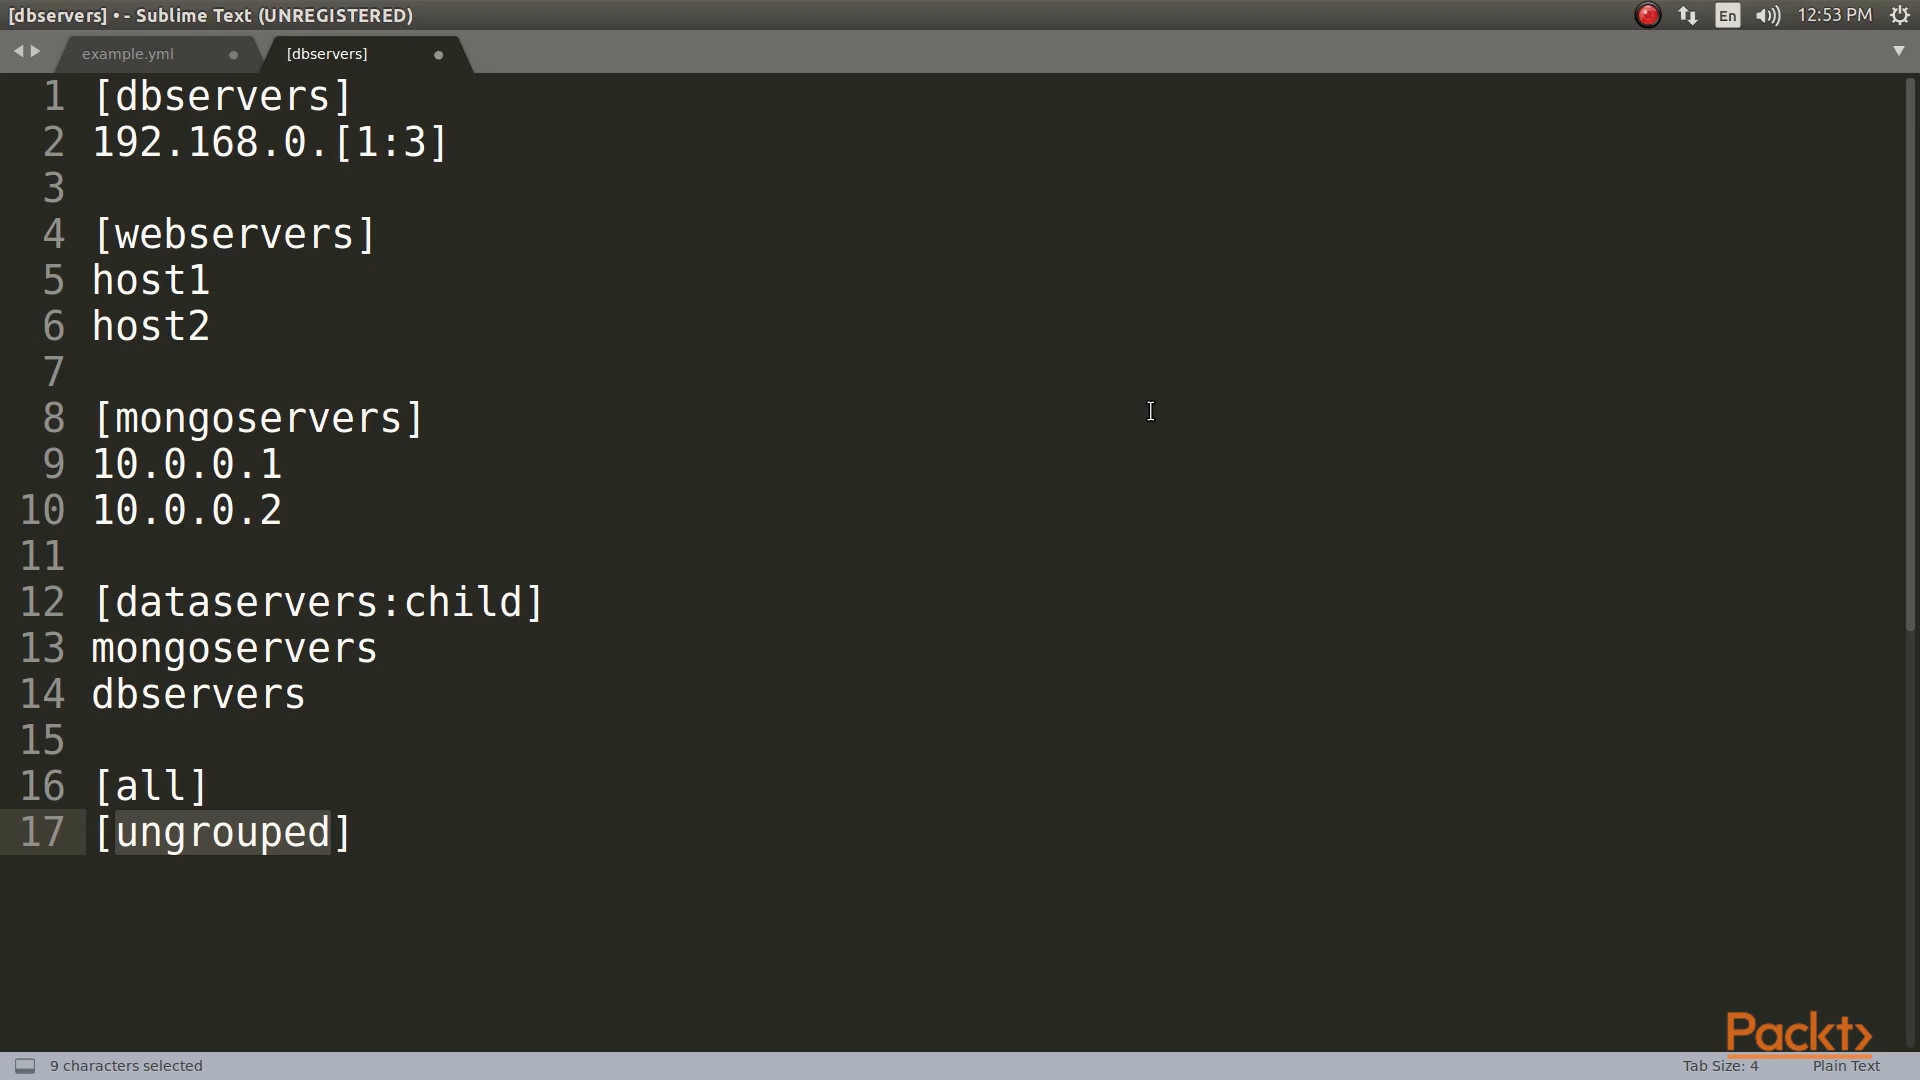 [dbservers] • - Sublime Text (UNREGISTERED)
En
12:53 PM
example.yml
[dbservers]
1 [dbservers]
2 192.168.0.[1:3]
3
4 [webservers]
5 host1
6 host2
7
8 [mongoservers]
9 10.0.0.1
10 10.0.0.2
11
12 [dataservers:child]
13 mongoservers
14 dbservers
15
16 [all]
17 [ungrouped]
Packt>
9 characters selected
Tab Size: 4
Plain Text